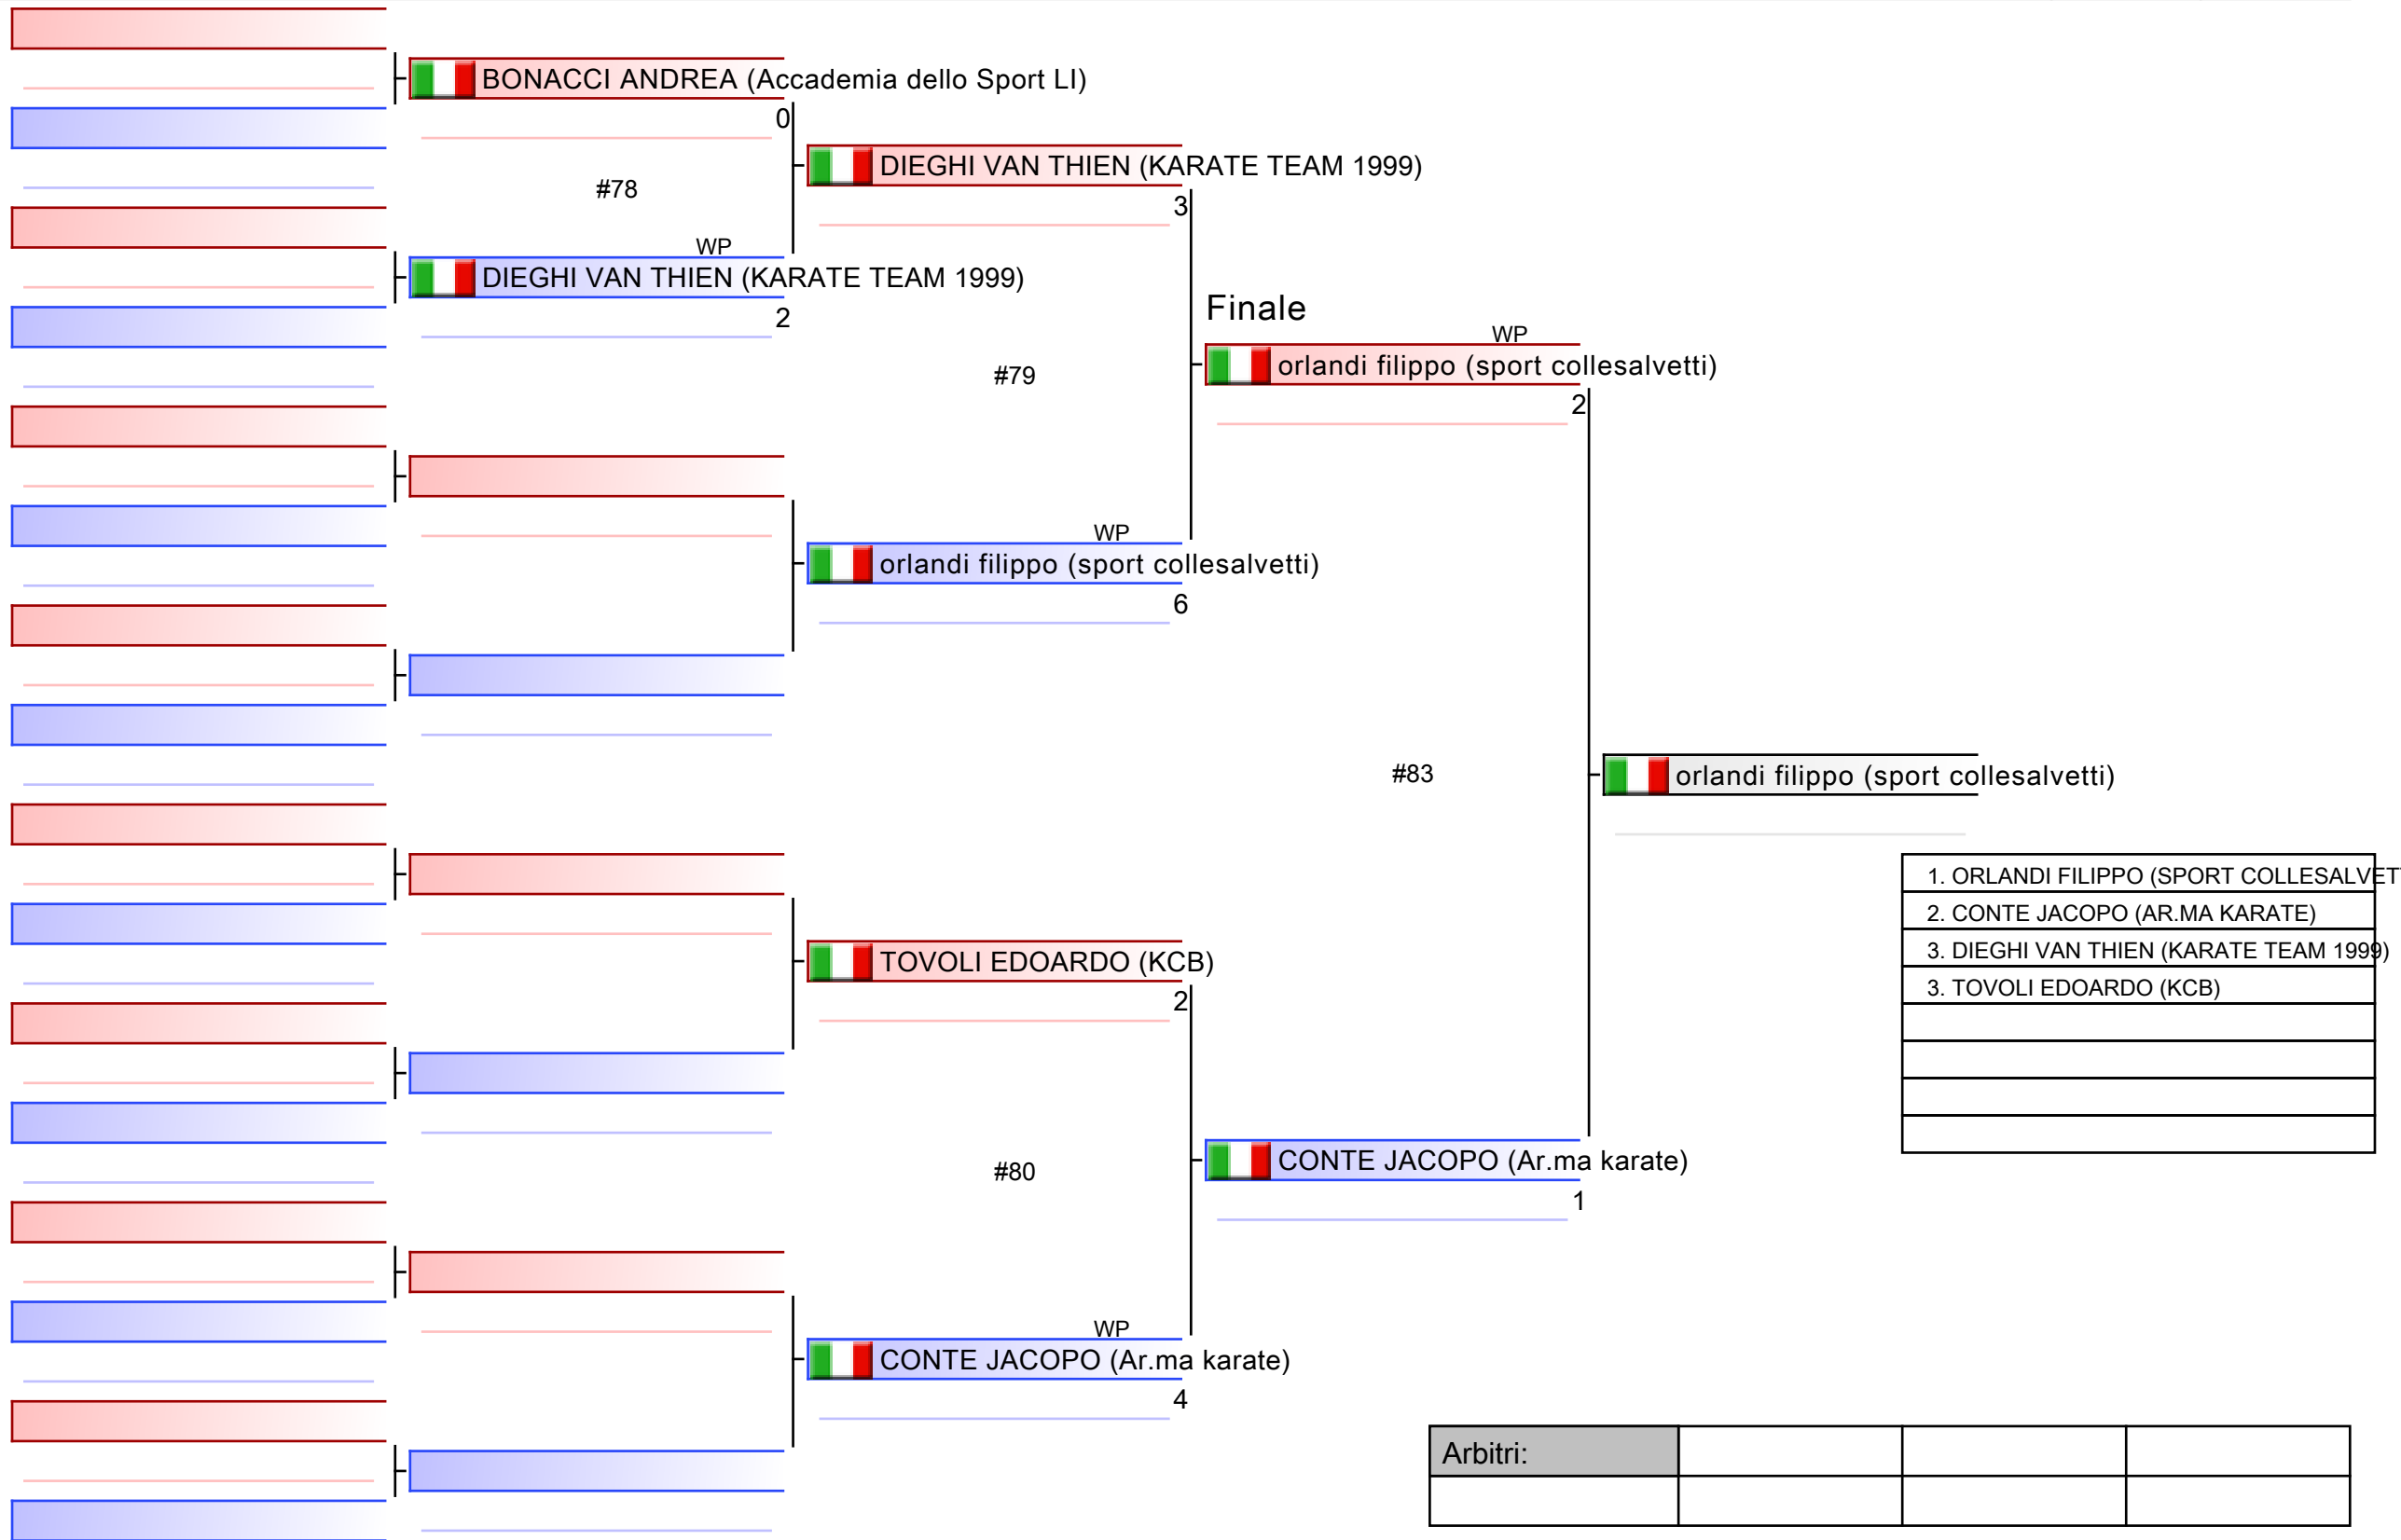 BONACCI ANDREA (Accademia dello Sport LI)
0
#78
WP
DIEGHI VAN THIEN (KARATE TEAM 1999)
2
DIEGHI VAN THIEN (KARATE TEAM 1999)
3
#79
WP
orlandi filippo (sport collesalvetti)
6
Finale
WP
orlandi filippo (sport collesalvetti)
2
#83
orlandi filippo (sport collesalvetti)
TOVOLI EDOARDO (KCB)
2
#80
WP
CONTE JACOPO (Ar.ma karate)
4
CONTE JACOPO (Ar.ma karate)
1
1. ORLANDI FILIPPO (SPORT COLLESALVET
2. CONTE JACOPO (AR.MA KARATE)
3. DIEGHI VAN THIEN (KARATE TEAM 1999)
3. TOVOLI EDOARDO (KCB)
Arbitri: